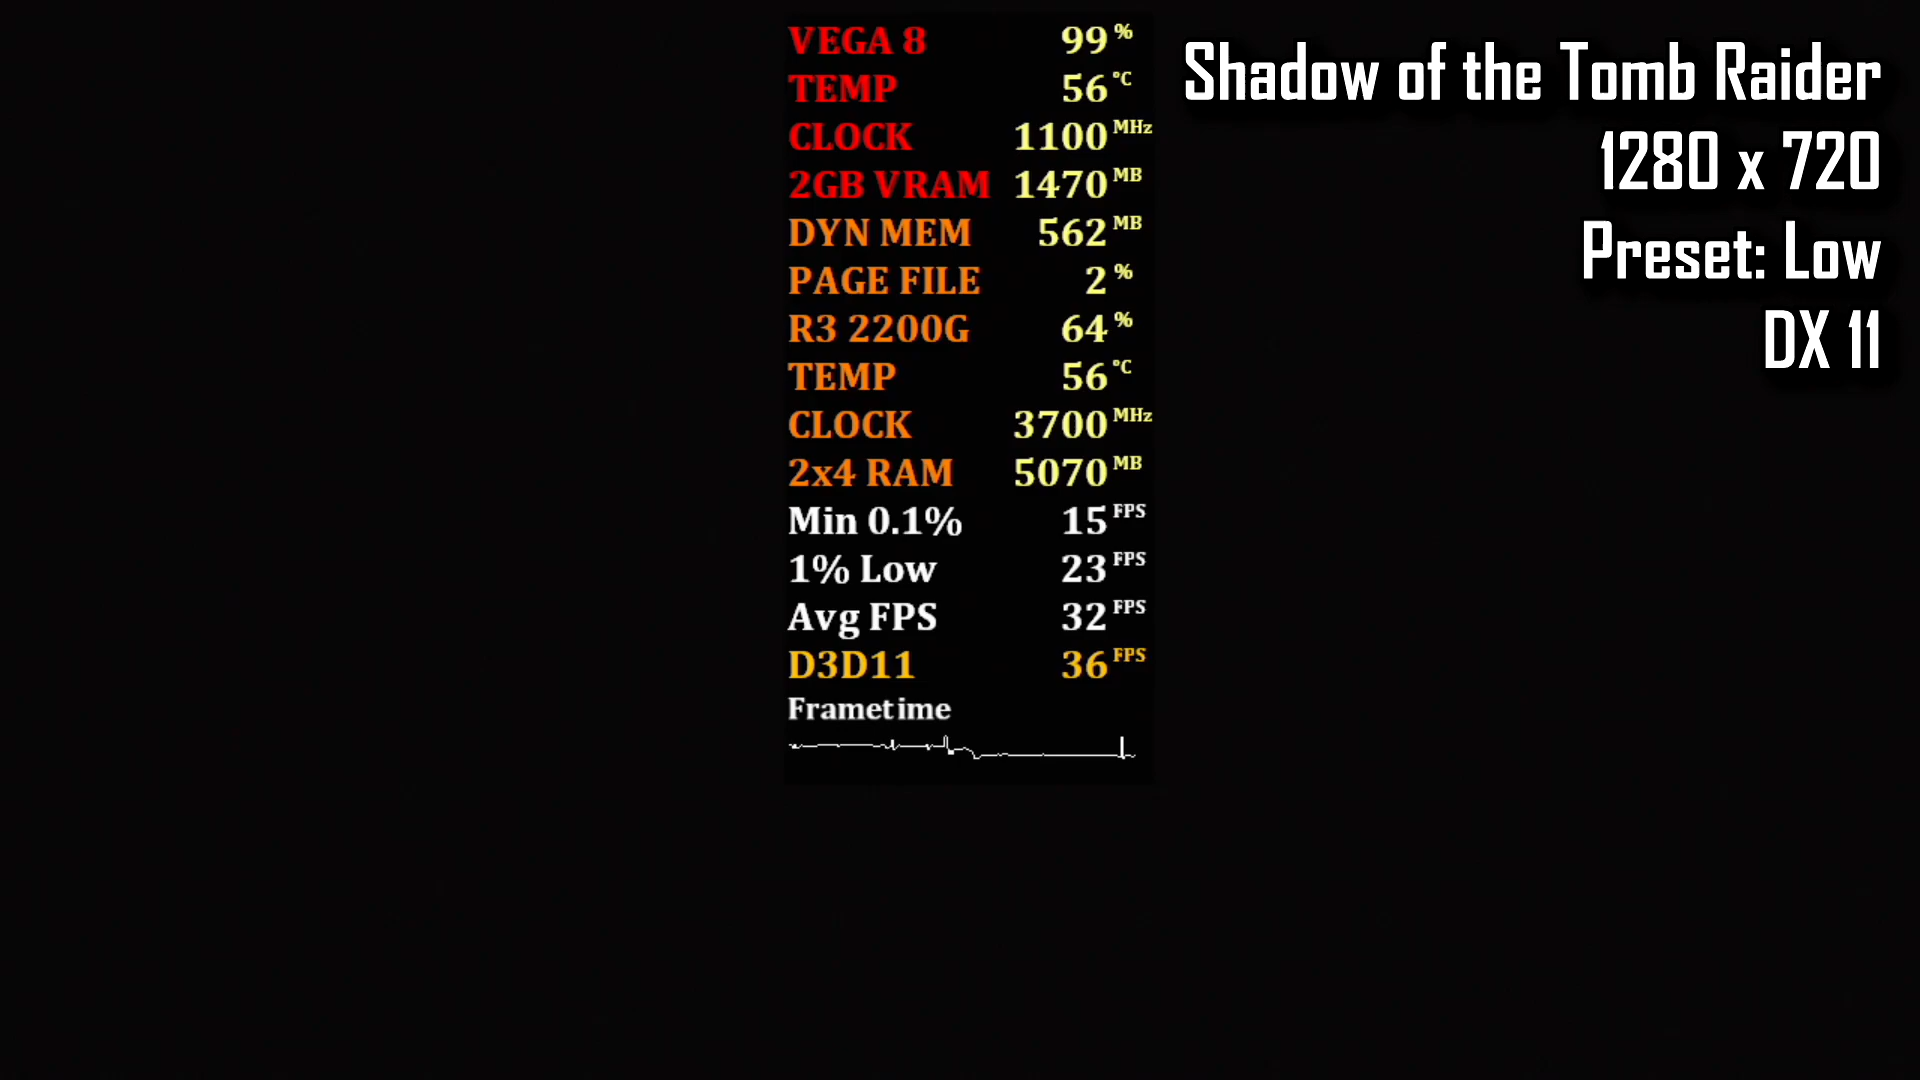 VEGA 8 99 %
TEMP 56 °C
CLOCK 1100 MHz
2GB VRAM 1470 MB
DYN MEM 562 MB
PAGE FILE 2 %
R3 2200G 64 %
TEMP 56 °C
CLOCK 3700 MHz
2x4 RAM 5070 MB
Min 0.1% 15 FPS
1% Low 23 FPS
Avg FPS 32 FPS
D3D11 36 FPS
Frametime
Shadow of the Tomb Raider
1280 x 720
Preset: Low
DX 11